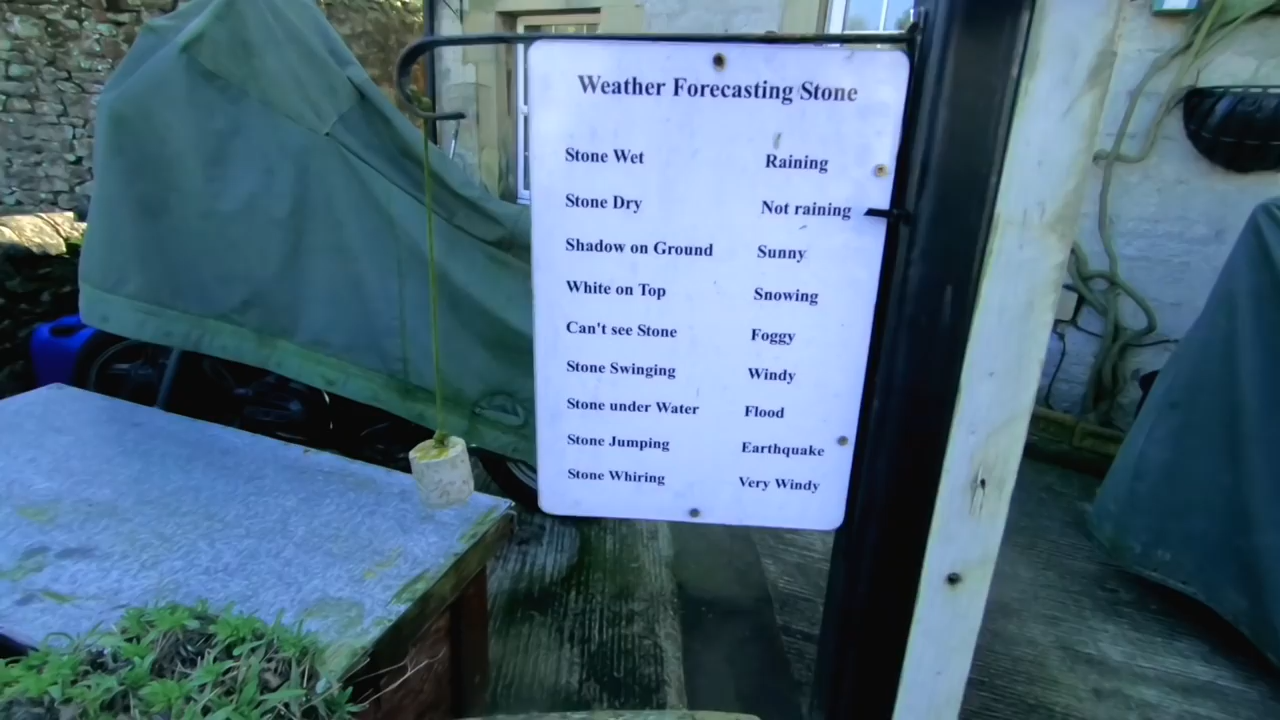 Weather Forecasting Stone
Stone Wet Raining
Stone Dry Not raining
Shadow on Ground Sunny
White on Top Snowing
Can't see Stone Foggy
Stone Swinging Windy
Stone under Water Flood
Stone Jumping Earthquake
Stone Whiring Very Windy